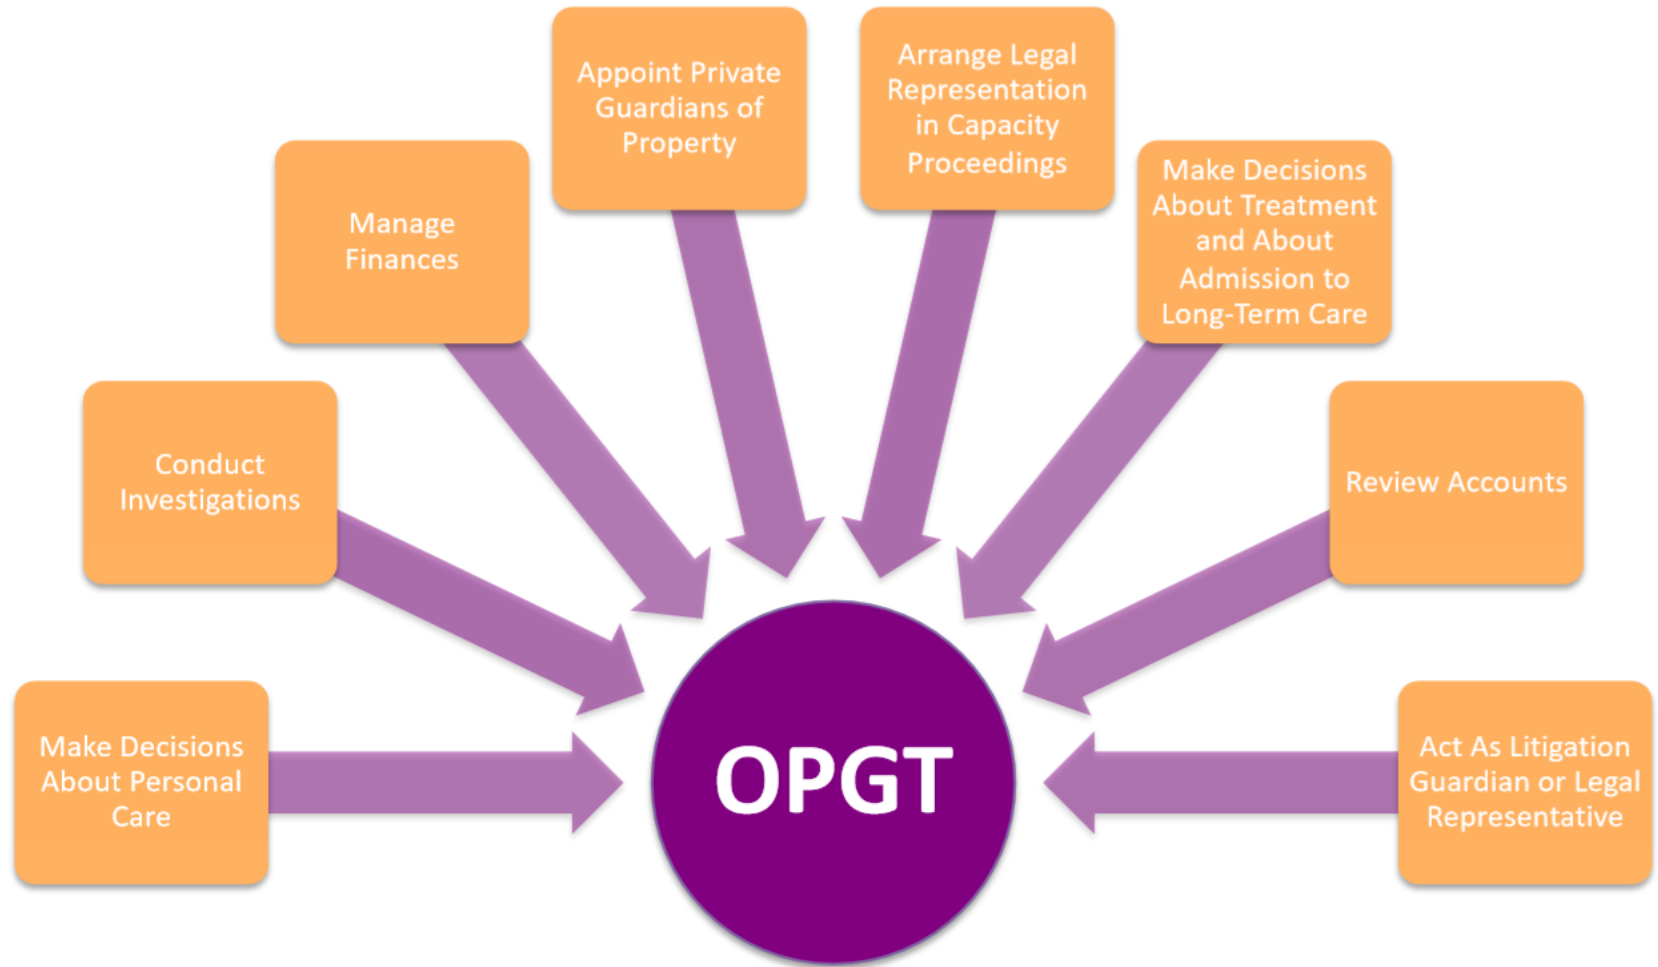 Appoint Private
Guardians of
Property
Arrange Legal
Representation
in Capacity
Proceedings
Manage
Finances
Make Decisions
About Treatment
and About
Admission to
Long-Term Care
Conduct
Investigations
Review Accounts
Make Decisions
About Personal
Care
OPGT
Act As Litigation
Guardian or Legal
Representative